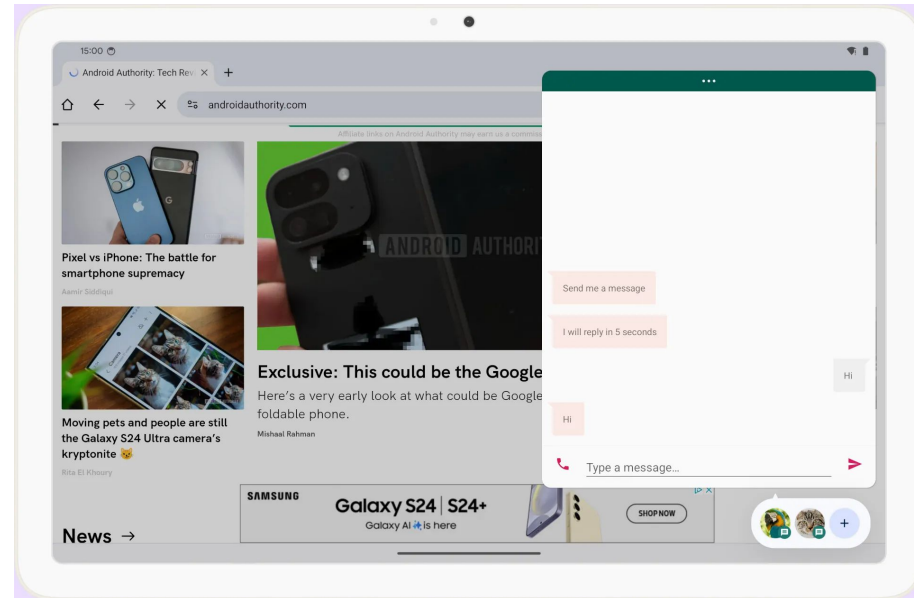 15:00
Android Authority: Tech Rev
androidauthority.com
Affiliate links on Android Authority may earn us a
Pixel vs iPhone: The battle for
smartphone supremacy
Aamir Siddiqui
Moving pets and people are still
the Galaxy S24 Ultra camera's
kryptonite 😼
Rita El Khoury
ANDROID AUTHORIT
Exclusive: This could be the Google
Here's a very early look at what could be Google
foldable phone.
Mishaal Rahman
Send me a message
I will reply in 5 seconds
Hi
Hi
Type a message...
SAMSUNG
Galaxy S24 | S24+
Galaxy AI is here
SHOP NOW
News →